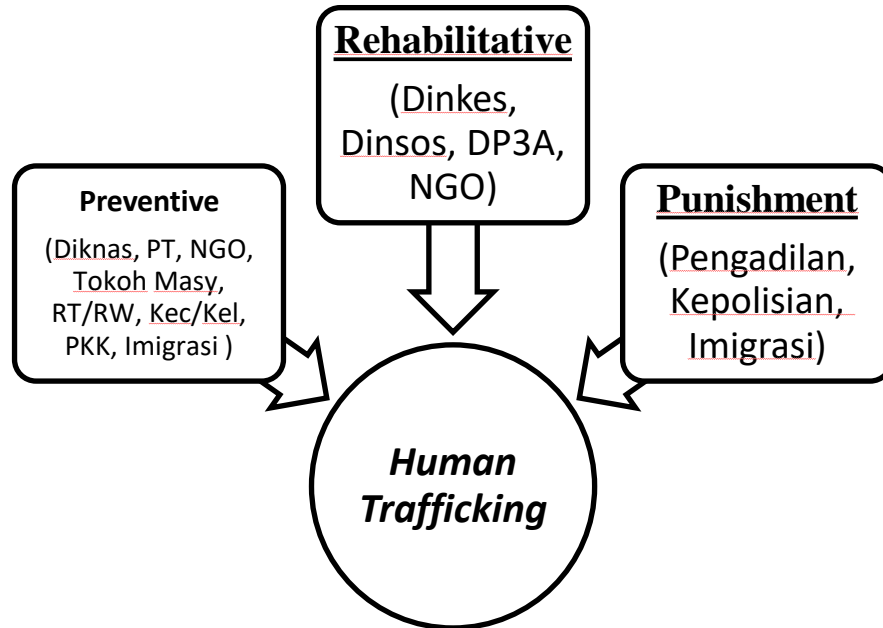 Preventive
(Diknas, PT, NGO,
Tokoh Masy,
RT/RW, Kec/Kel,
PKK, Imigrasi )
Rehabilitative
(Dinkes,
Dinsos, DP3A,
NGO)
Punishment
(Pengadilan,
Kepolisian,
Imigrasi)
Human
Trafficking